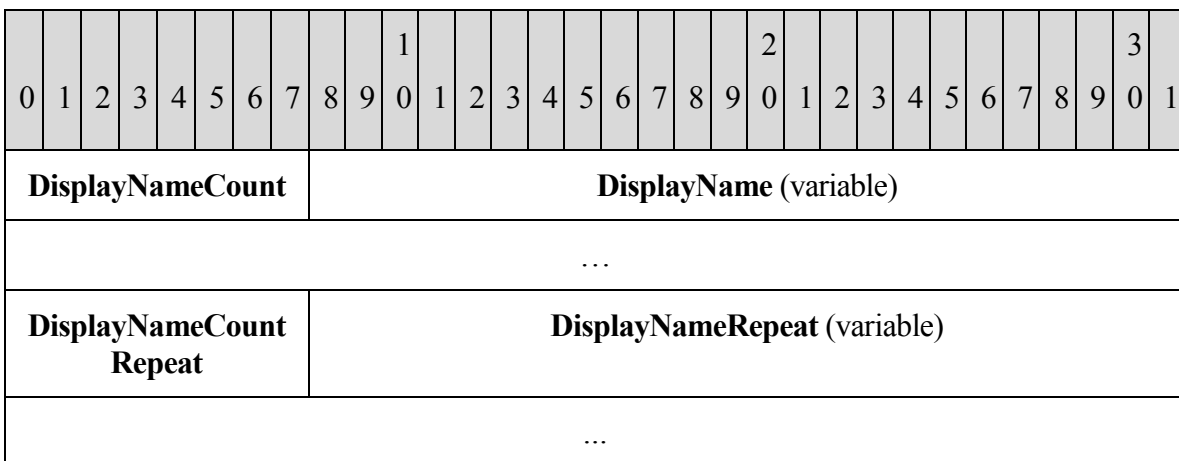 1 2 3
0 1 2 3 4 5 6 7 8 9 0 1 2 3 4 5 6 7 8 9 0 1 2 3 4 5 6 7 8 9 0 1
DisplayNameCount DisplayName (variable)
…
DisplayNameCount
Repeat
DisplayNameRepeat (variable)
...